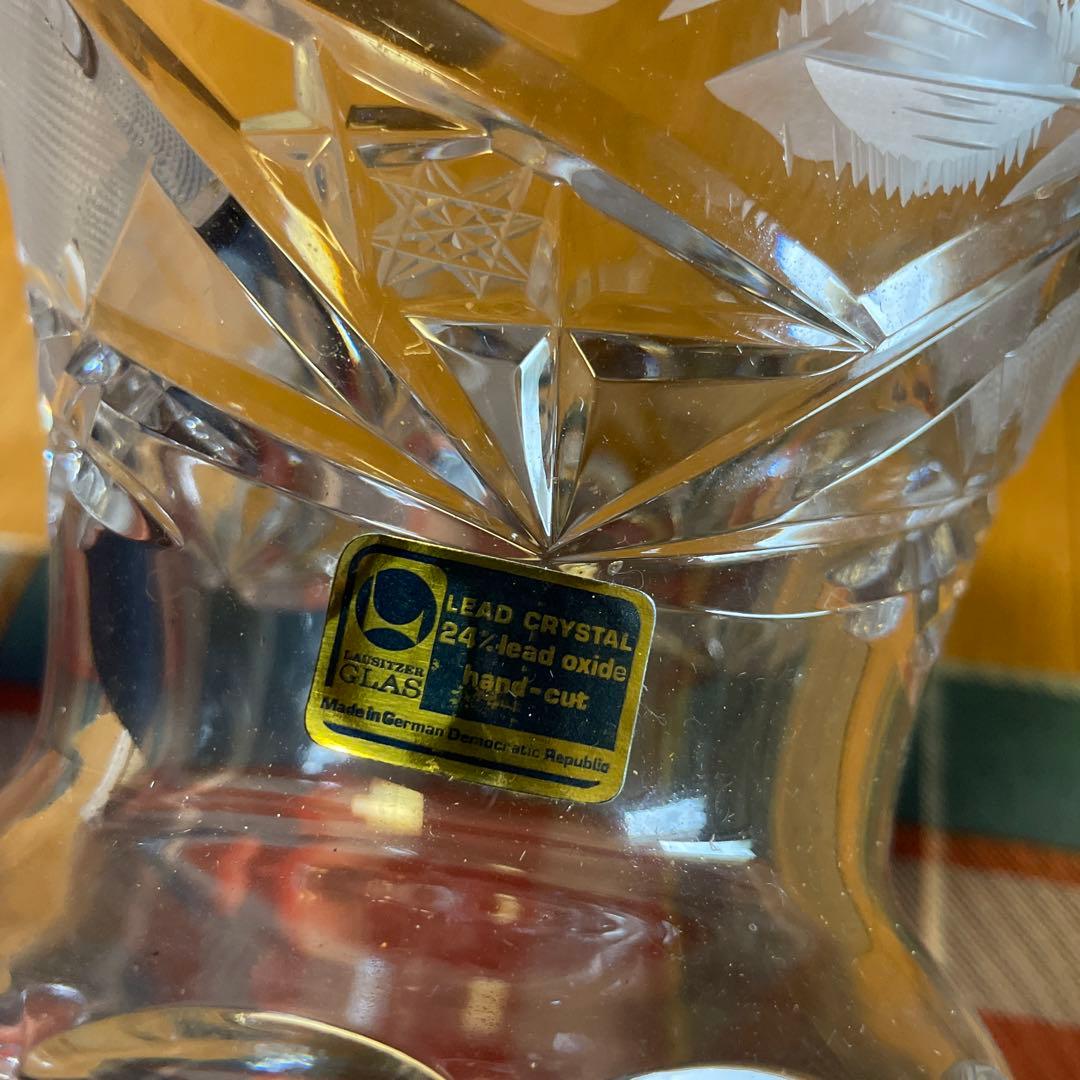 LEAD CRYSTAL
24% lead oxide
hand-cut
LAUSITZER
GLAS
Made in German Democratic Republic